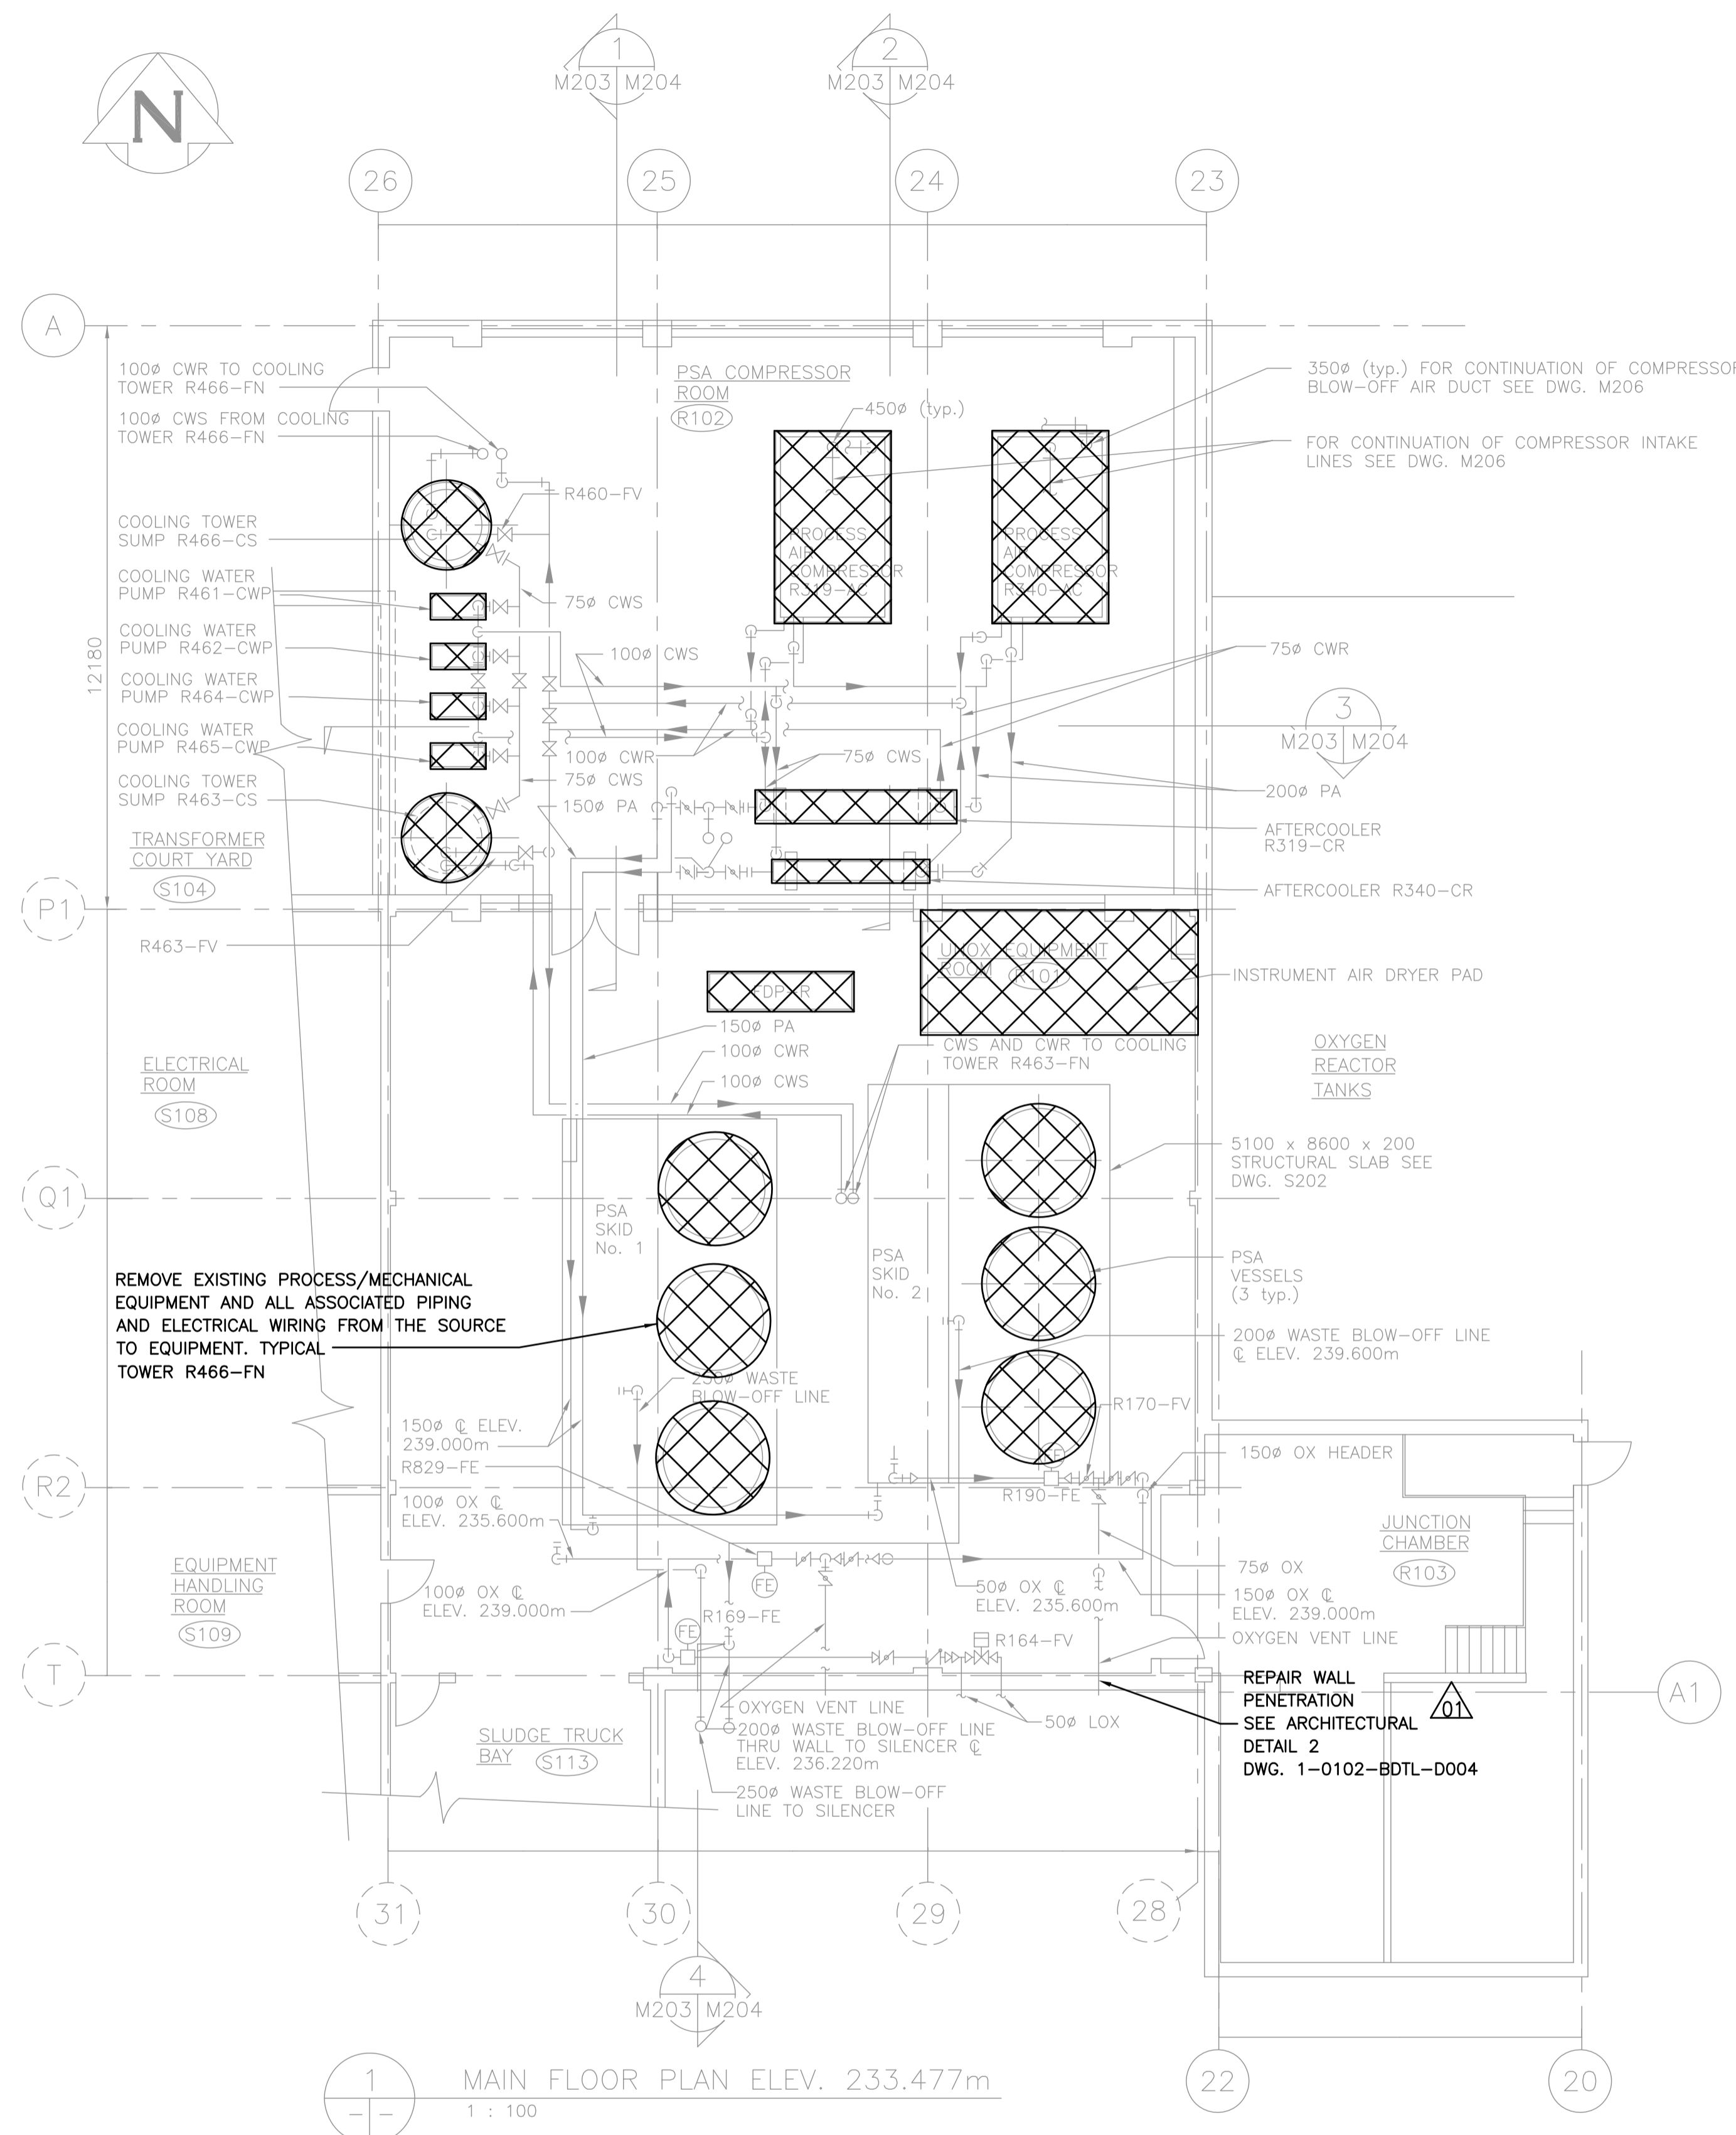 1
M203 M204
2
M203 M204
N
26
25
24
23
A
100ø CWR TO COOLING
TOWER R466-FN
100ø CWS FROM COOLING
TOWER R466-FN
PSA COMPRESSOR
ROOM
R102
450ø (typ.)
350ø (typ.) FOR CONTINUATION OF COMPRESSOR
BLOW-OFF AIR DUCT SEE DWG. M206
FOR CONTINUATION OF COMPRESSOR INTAKE
LINES SEE DWG. M206
R460-FV
COOLING TOWER
SUMP R466-CS
PROCESS
AIR
COMPRESSOR
R319-AC
PROCESS
AIR
COMPRESSOR
R340-AC
COOLING WATER
PUMP R461-CWP
75ø CWS
COOLING WATER
PUMP R462-CWP
100ø CWS
75ø CWR
12180
COOLING WATER
PUMP R464-CWP
3
M203 M204
COOLING WATER
PUMP R465-CWP
100ø CWR
75ø CWS
75ø CWS
COOLING TOWER
SUMP R463-CS
150ø PA
200ø PA
TRANSFORMER
COURT YARD
S104
AFTERCOOLER
R319-CR
AFTERCOOLER R340-CR
P1
R463-FV
UNOX EQUIPMENT
ROOM
R101
FDP-R
INSTRUMENT AIR DRYER PAD
150ø PA
100ø CWR
100ø CWS
CWS AND CWR TO COOLING
TOWER R463-FN
OXYGEN
REACTOR
TANKS
ELECTRICAL
ROOM
S108
5100 x 8600 x 200
STRUCTURAL SLAB SEE
DWG. S202
Q1
PSA
SKID
No. 1
PSA
SKID
No. 2
PSA
VESSELS
(3 typ.)
REMOVE EXISTING PROCESS/MECHANICAL
EQUIPMENT AND ALL ASSOCIATED PIPING
AND ELECTRICAL WIRING FROM THE SOURCE
TO EQUIPMENT. TYPICAL
TOWER R466-FN
200ø WASTE BLOW-OFF LINE
℄ ELEV. 239.600m
250ø WASTE
BLOW-OFF LINE
R170-FV
150ø ℄ ELEV.
239.000m
R829-FE
FE
150ø OX HEADER
R2
R190-FE
100ø OX ℄
ELEV. 235.600m
JUNCTION
CHAMBER
R103
EQUIPMENT
HANDLING
ROOM
S109
100ø OX ℄
ELEV. 239.000m
FE
50ø OX ℄
ELEV. 235.600m
75ø OX
150ø OX ℄
ELEV. 239.000m
R169-FE
FE
R164-FV
OXYGEN VENT LINE
T
REPAIR WALL
PENETRATION
SEE ARCHITECTURAL
DETAIL 2
DWG. 1-0102-BDTL-D004
01
A1
OXYGEN VENT LINE
50ø LOX
200ø WASTE BLOW-OFF LINE
THRU WALL TO SILENCER ℄
ELEV. 236.220m
SLUDGE TRUCK
BAY
S113
250ø WASTE BLOW-OFF
LINE TO SILENCER
31
30
29
28
4
M203 M204
22
20
1
MAIN FLOOR PLAN ELEV. 233.477m
1 : 100